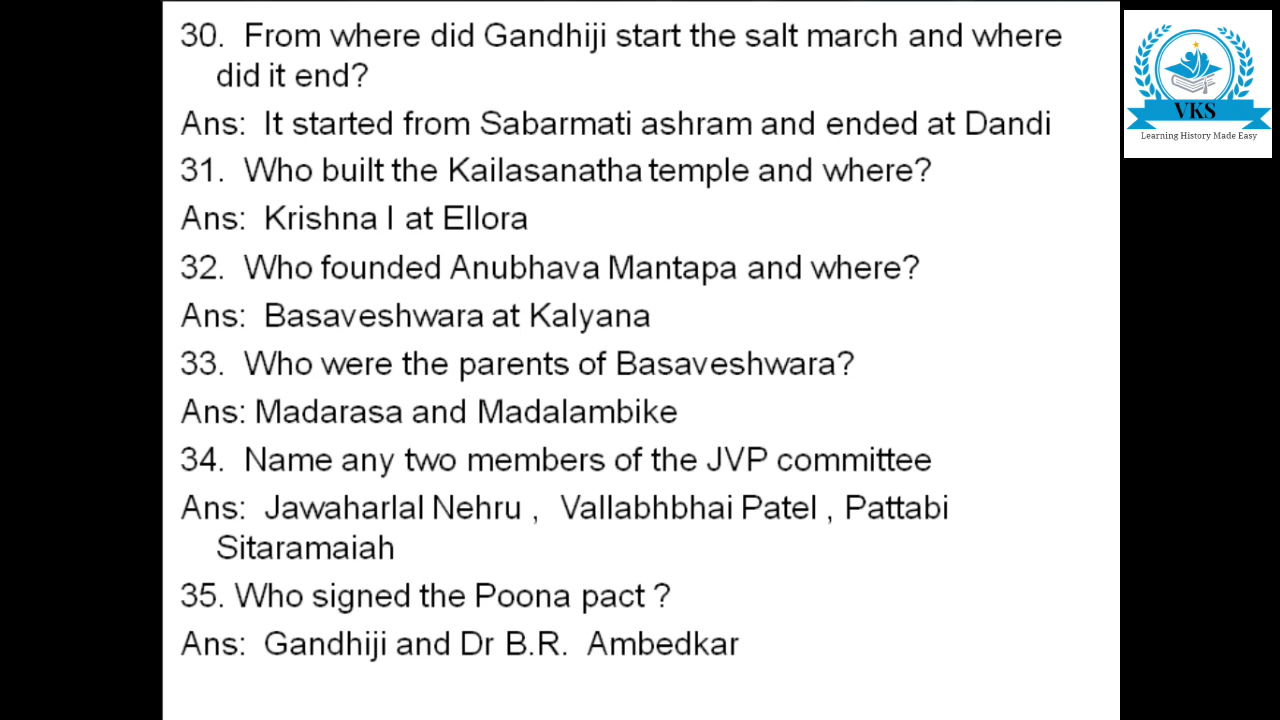 30. From where did Gandhiji start the salt march and where
did it end?
Ans: It started from Sabarmati ashram and ended at Dandi
31. Who built the Kailasanatha temple and where?
Ans: Krishna I at Ellora
32. Who founded Anubhava Mantapa and where?
Ans: Basaveshwara at Kalyana
33. Who were the parents of Basaveshwara?
Ans: Madarasa and Madalambike
34. Name any two members of the JVP committee
Ans: Jawaharlal Nehru , Vallabhbhai Patel , Pattabi
Sitaramaiah
35. Who signed the Poona pact ?
Ans: Gandhiji and Dr B.R. Ambedkar
VKS
Learning History Made Easy